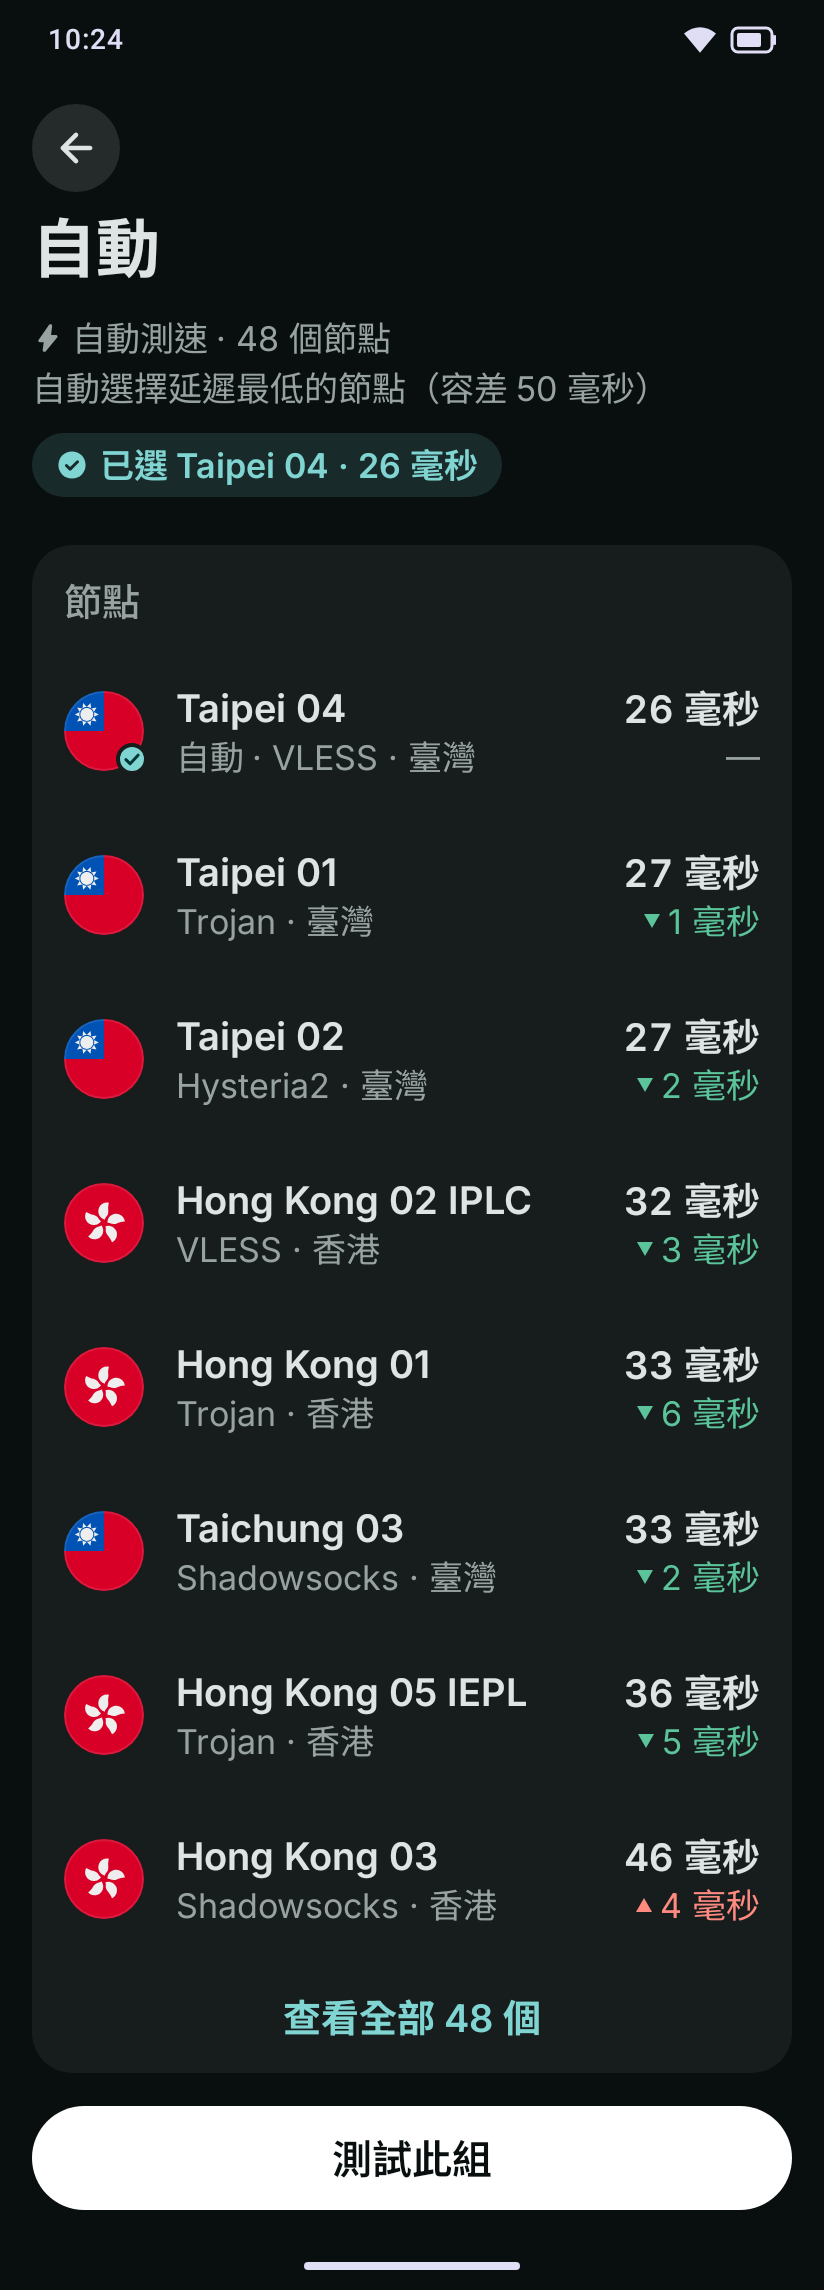 10:24
自動
自動測速 · 48 個節點
自動選擇延遲最低的節點（容差 50 毫秒）
已選 Taipei 04 · 26 毫秒
節點
Taipei 04
26 毫秒
自動 · VLESS · 臺灣
—
Taipei 01
27 毫秒
Trojan · 臺灣
▼1 毫秒
Taipei 02
27 毫秒
Hysteria2 · 臺灣
▼2 毫秒
Hong Kong 02 IPLC
32 毫秒
VLESS · 香港
▼3 毫秒
Hong Kong 01
33 毫秒
Trojan · 香港
▼6 毫秒
Taichung 03
33 毫秒
Shadowsocks · 臺灣
▼2 毫秒
Hong Kong 05 IEPL
36 毫秒
Trojan · 香港
▼5 毫秒
Hong Kong 03
46 毫秒
Shadowsocks · 香港
▲4 毫秒
查看全部 48 個
測試此組